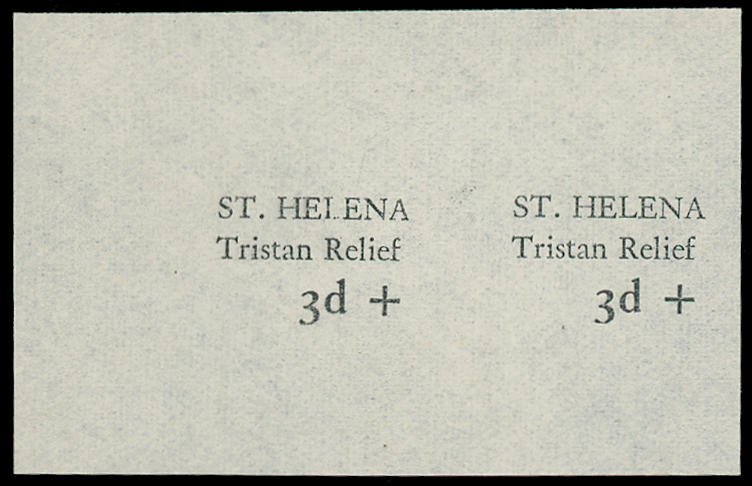 ST. HELENA
Tristan Relief
3d +
ST. HELENA
Tristan Relief
3d +